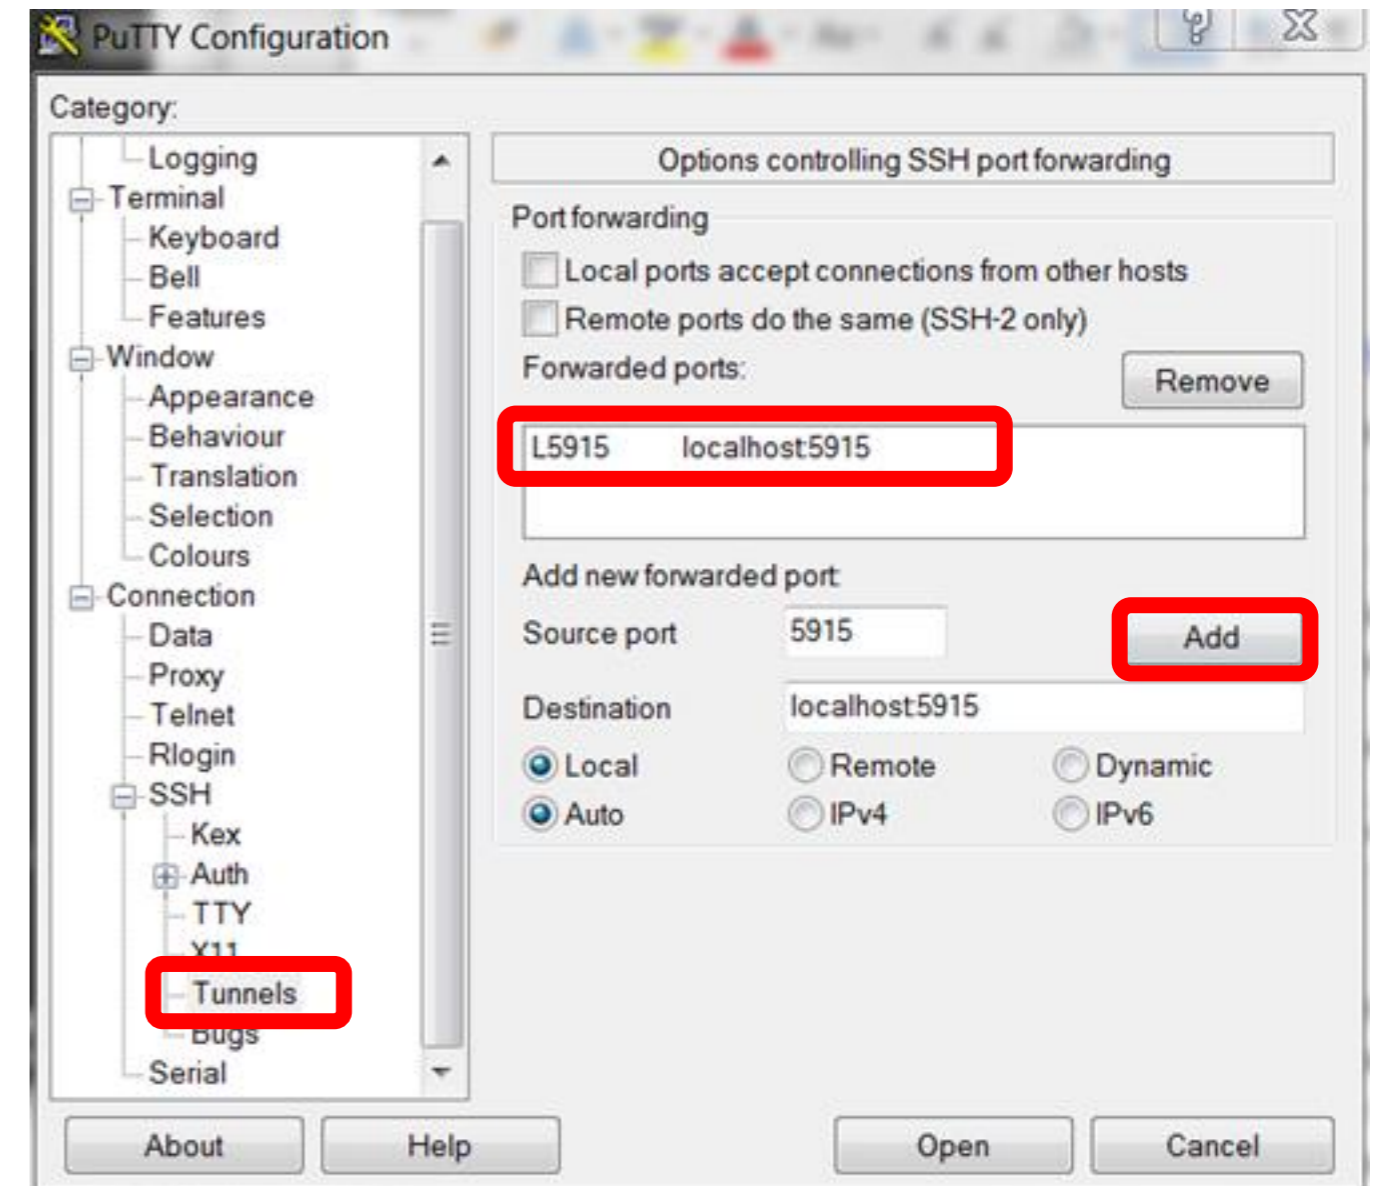 PuTTY Configuration
Category:
Logging
Terminal
Keyboard
Bell
Features
Window
Appearance
Behaviour
Translation
Selection
Colours
Connection
Data
Proxy
Telnet
Rlogin
SSH
Kex
Auth
TTY
X11
Tunnels
Bugs
Serial
Options controlling SSH port forwarding
Port forwarding
Local ports accept connections from other hosts
Remote ports do the same (SSH-2 only)
Forwarded ports:
Remove
L5915 localhost:5915
Add new forwarded port:
Source port 5915 Add
Destination localhost:5915
Local Remote Dynamic
Auto IPv4 IPv6
About Help Open Cancel